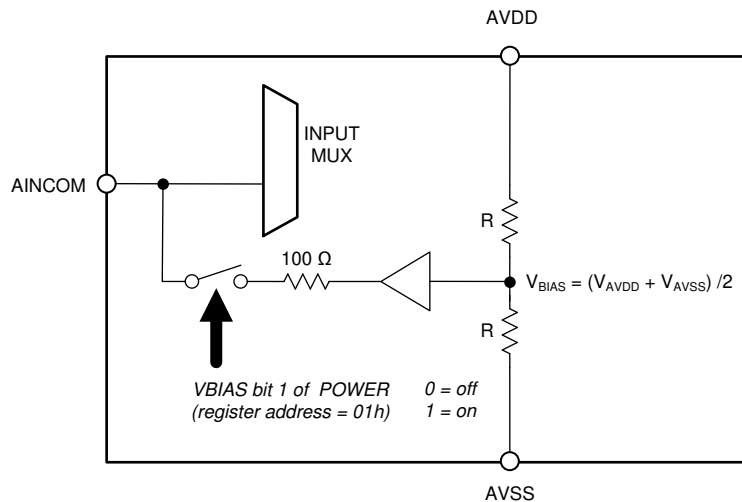 AVDD
INPUT
MUX
AINCOM
R
100 Ω
VBIAS = (VAVDD + VAVSS) /2
R
VBIAS bit 1 of POWER 0 = off
(register address = 01h) 1 = on
AVSS